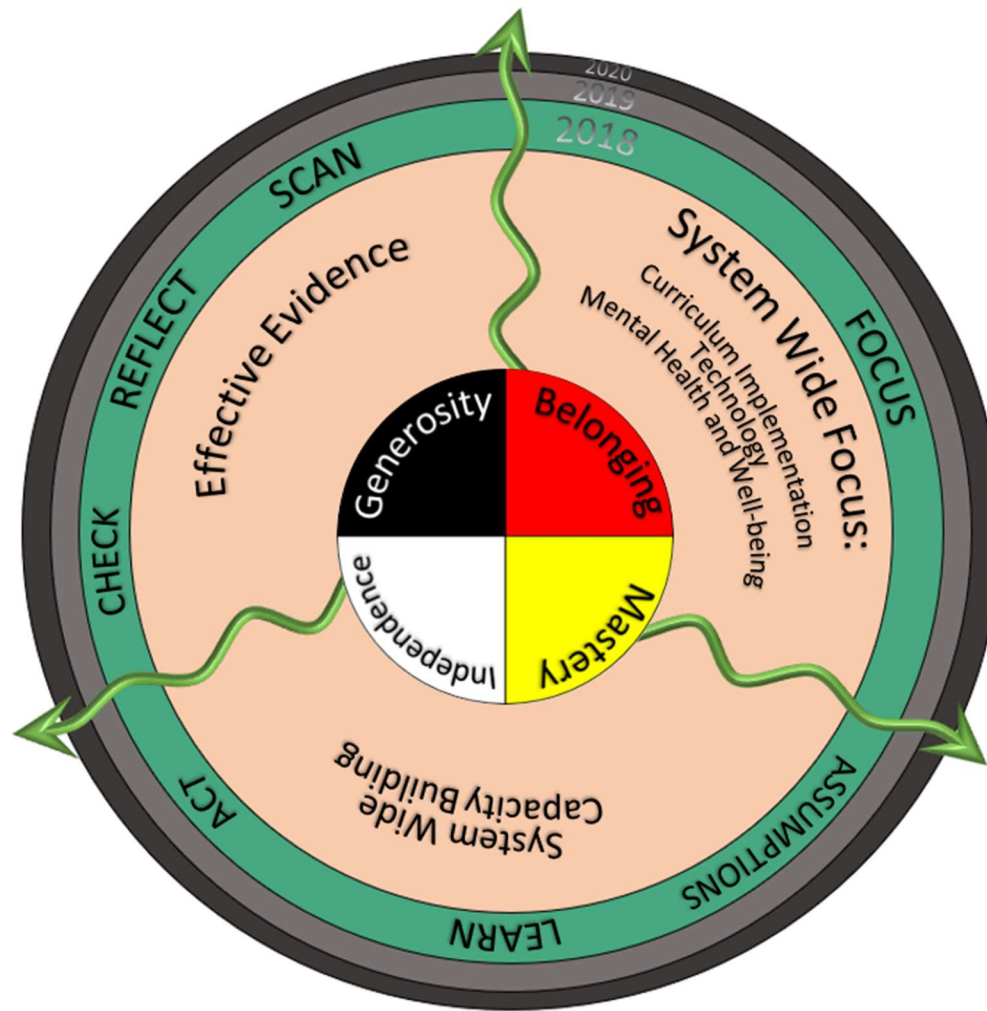 2020
2019
2018
SCAN
REFLECT
CHECK
ACT
LEARN
ASSUMPTIONS
FOCUS
Effective Evidence
System Wide Focus:
Curriculum Implementation
Technology
Mental Health and Well-being
System Wide
Capacity Building
Generosity
Belonging
Mastery
Independence